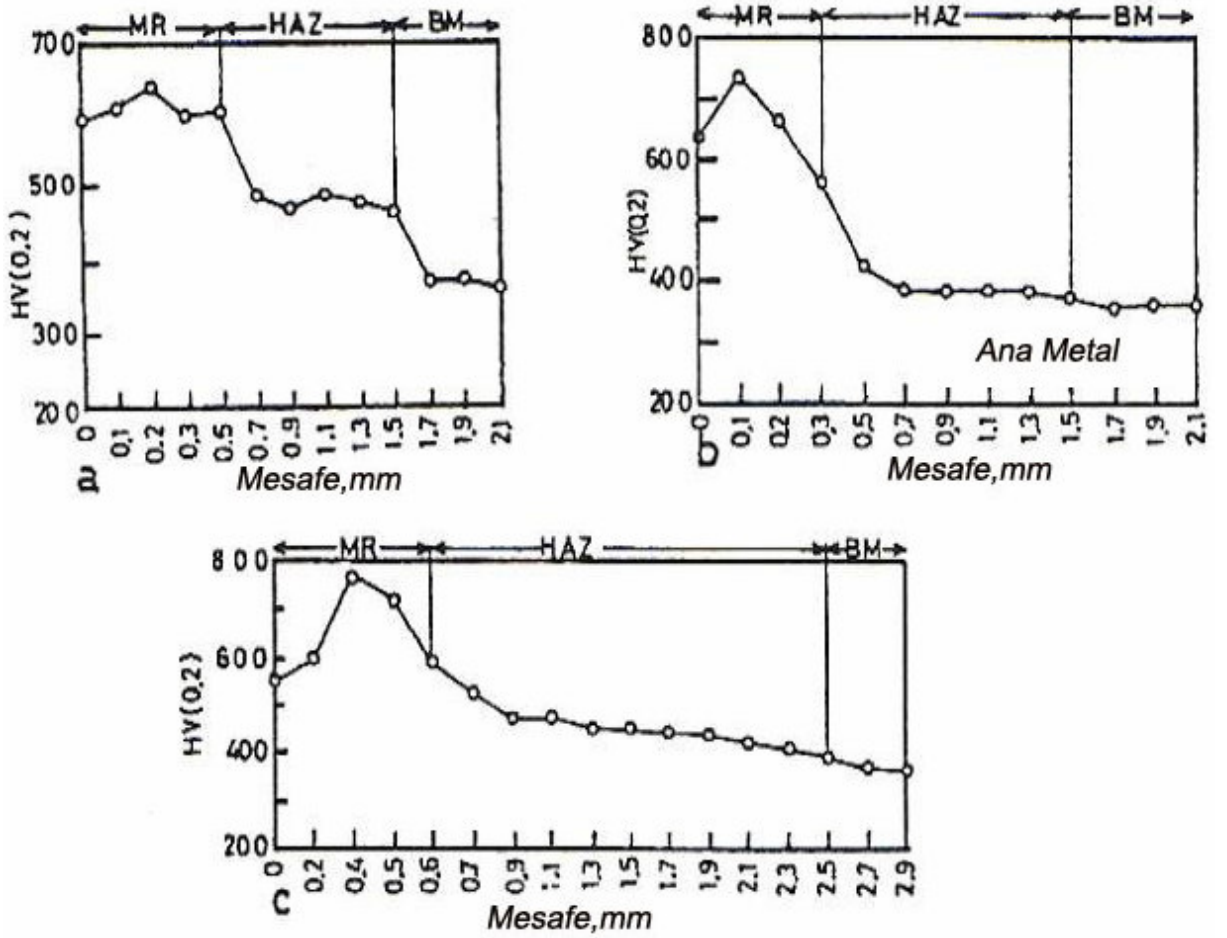 MR HAZ BM
700
500
300
200
HV(0,2)
0 0,1 0.2 0.3 0.5 0.7 0.9 1.1 1.3 1.5 1.7 1,9 2,1
a
Mesafe,mm
MR HAZ BM
800
600
400
200
HV(0,2)
Ana Metal
0 0,1 0,2 0,3 0,5 0,7 0,9 1.1 1.3 1,5 1.7 1,9 2.1
b
Mesafe,mm
MR HAZ BM
800
600
400
200
HV(0,2)
0 0,2 0,4 0,5 0,6 0,7 0,9 1.1 1.3 1,5 1,7 1,9 2.1 2,3 2.5 2,7 2,9
C
Mesafe,mm